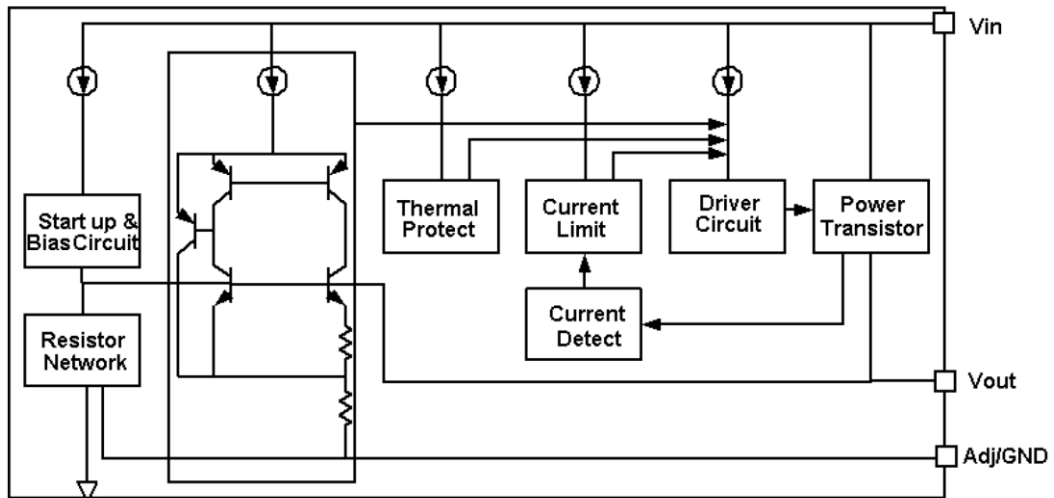 Vin
Start up &
Bias Circuit
Thermal
Protect
Current
Limit
Driver
Circuit
Power
Transistor
Resistor
Network
Current
Detect
Vout
Adj/GND